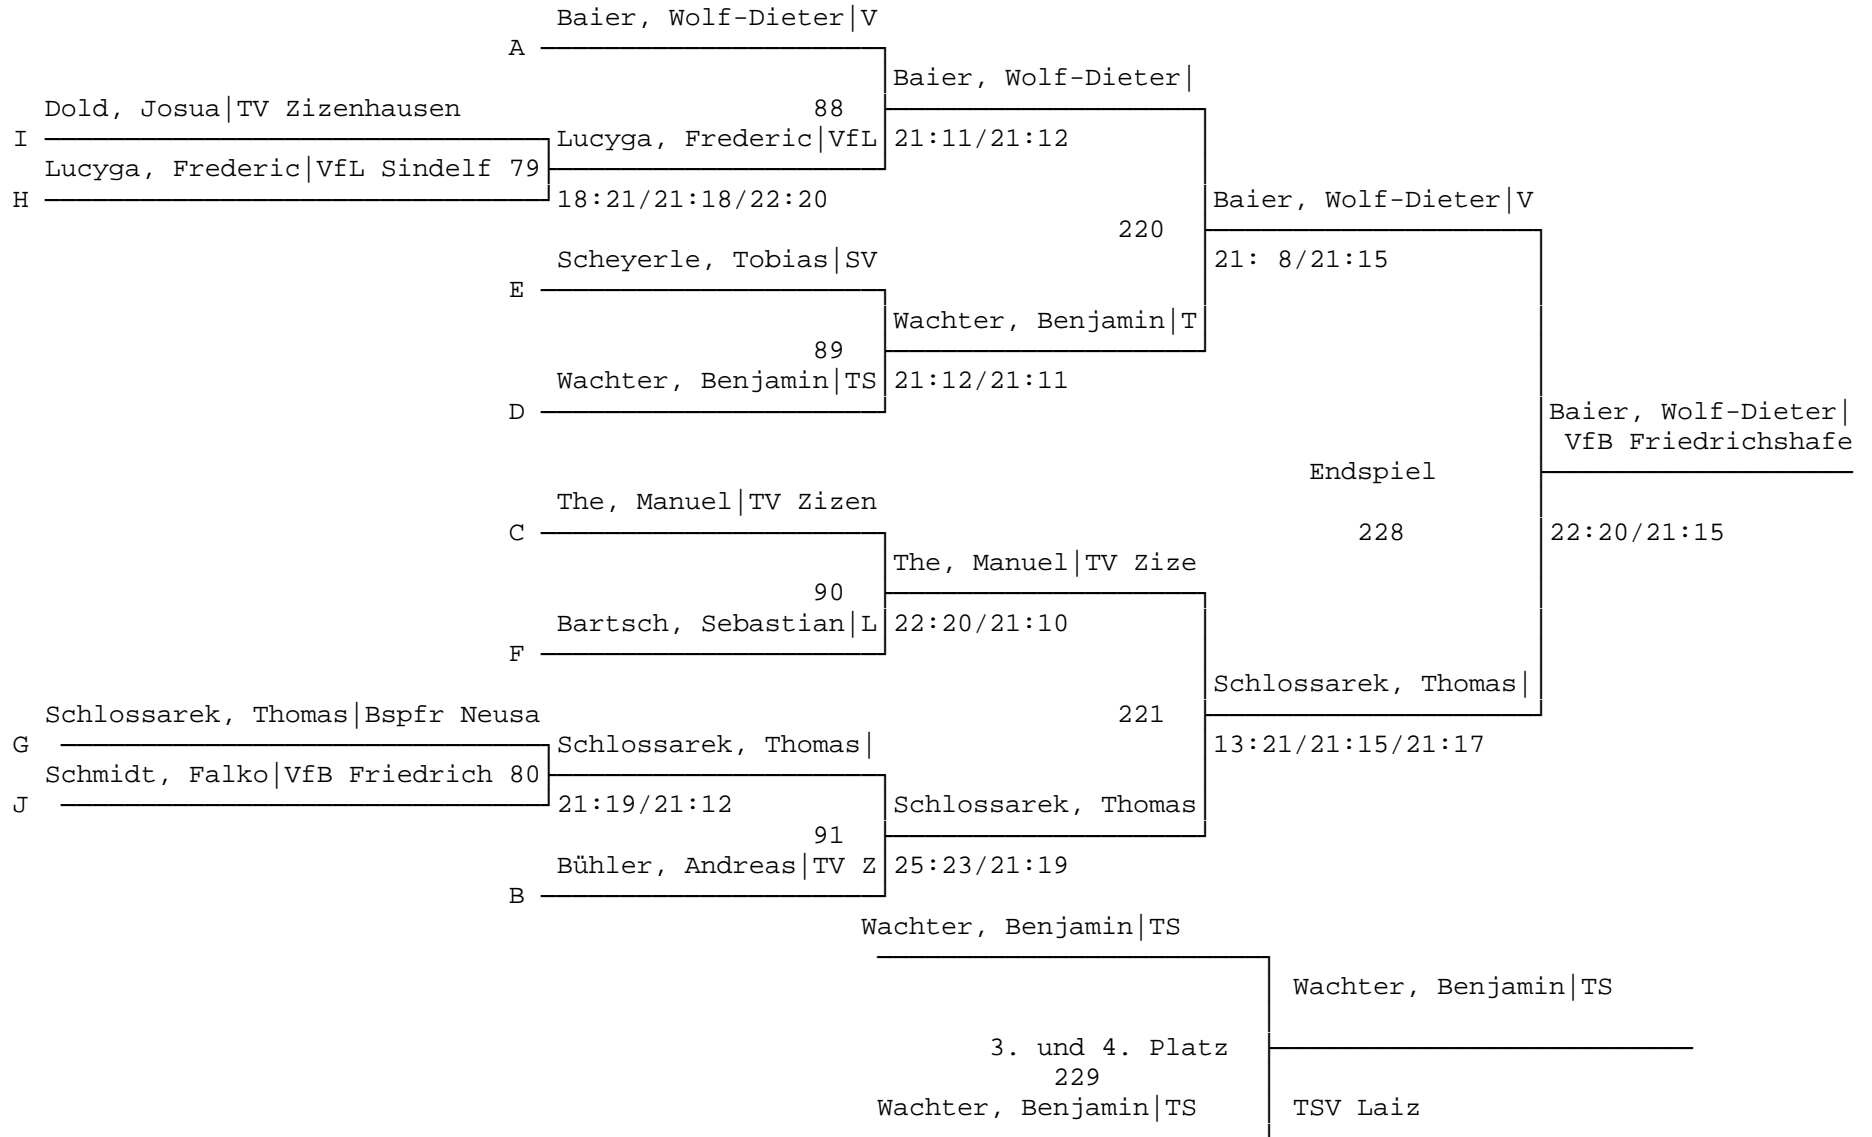 Baier, Wolf-Dieter|V
A
Baier, Wolf-Dieter|
Dold, Josua|TV Zizenhausen 88
I Lucyga, Frederic|VfL 21:11/21:12
Lucyga, Frederic|VfL Sindelf 79
H 18:21/21:18/22:20 Baier, Wolf-Dieter|V
220
Scheyerle, Tobias|SV 21: 8/21:15
E
Wachter, Benjamin|T
89
Wachter, Benjamin|TS 21:12/21:11
D Baier, Wolf-Dieter|
VfB Friedrichshafe
Endspiel
The, Manuel|TV Zizen
C 228 22:20/21:15
The, Manuel|TV Zize
90
Bartsch, Sebastian|L 22:20/21:10
F
Schlossarek, Thomas|
Schlossarek, Thomas|Bspfr Neusa 221
G Schlossarek, Thomas| 13:21/21:15/21:17
Schmidt, Falko|VfB Friedrich 80
J 21:19/21:12 Schlossarek, Thomas
91
Bühler, Andreas|TV Z 25:23/21:19
B
Wachter, Benjamin|TS
Wachter, Benjamin|TS
3. und 4. Platz
229
Wachter, Benjamin|TS TSV Laiz